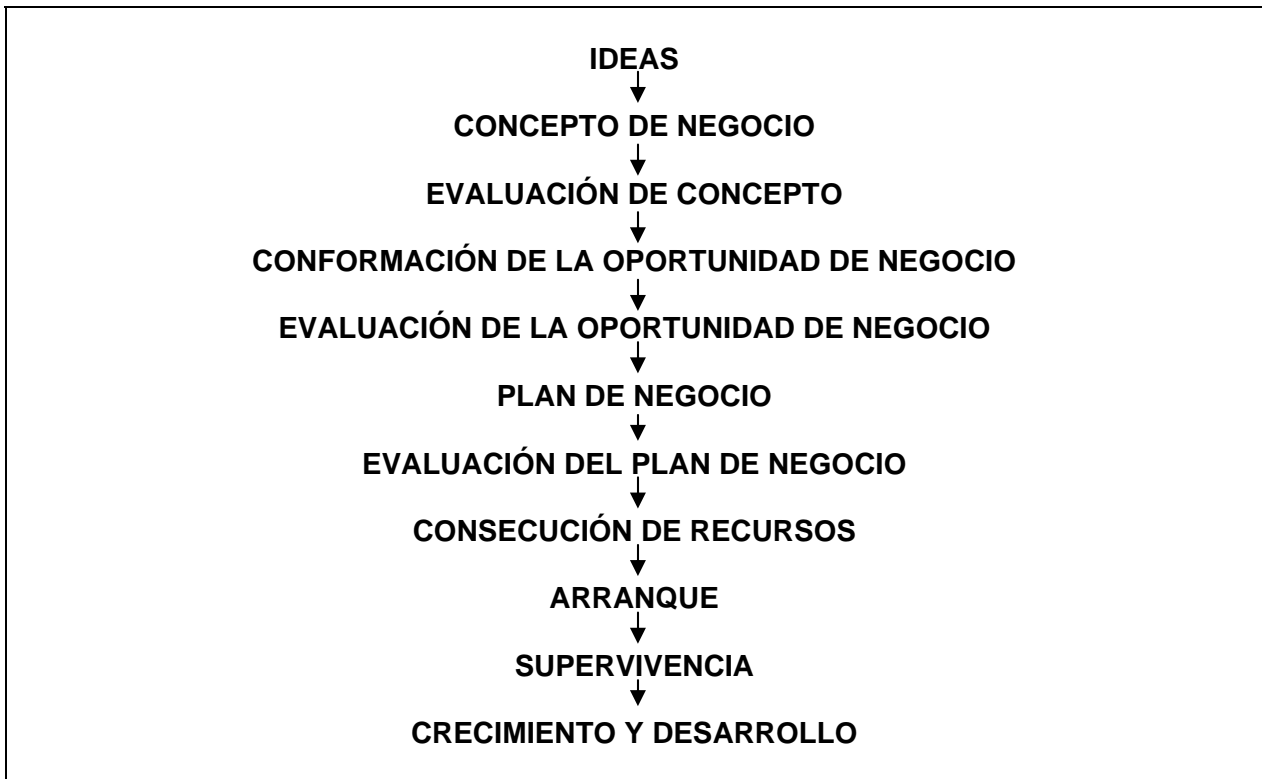 IDEAS
CONCEPTO DE NEGOCIO
EVALUACIÓN DE CONCEPTO
CONFORMACIÓN DE LA OPORTUNIDAD DE NEGOCIO
EVALUACIÓN DE LA OPORTUNIDAD DE NEGOCIO
PLAN DE NEGOCIO
EVALUACIÓN DEL PLAN DE NEGOCIO
CONSECUCIÓN DE RECURSOS
ARRANQUE
SUPERVIVENCIA
CRECIMIENTO Y DESARROLLO